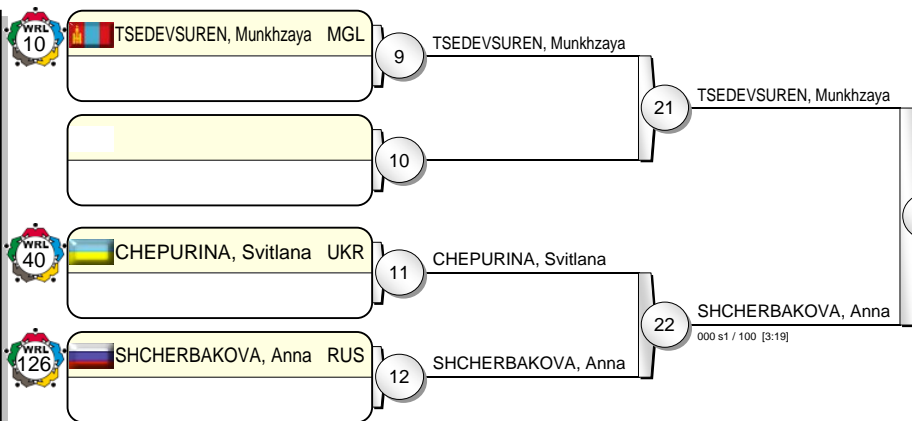 WRL
10
TSEDEVSUREN, Munkhzaya MGL
9
TSEDEVSUREN, Munkhzaya
21
TSEDEVSUREN, Munkhzaya
10
WRL
40
CHEPURINA, Svitlana UKR
11
CHEPURINA, Svitlana
22
SHCHERBAKOVA, Anna
000 s1 / 100 [3:19]
WRL
126
SHCHERBAKOVA, Anna RUS
12
SHCHERBAKOVA, Anna